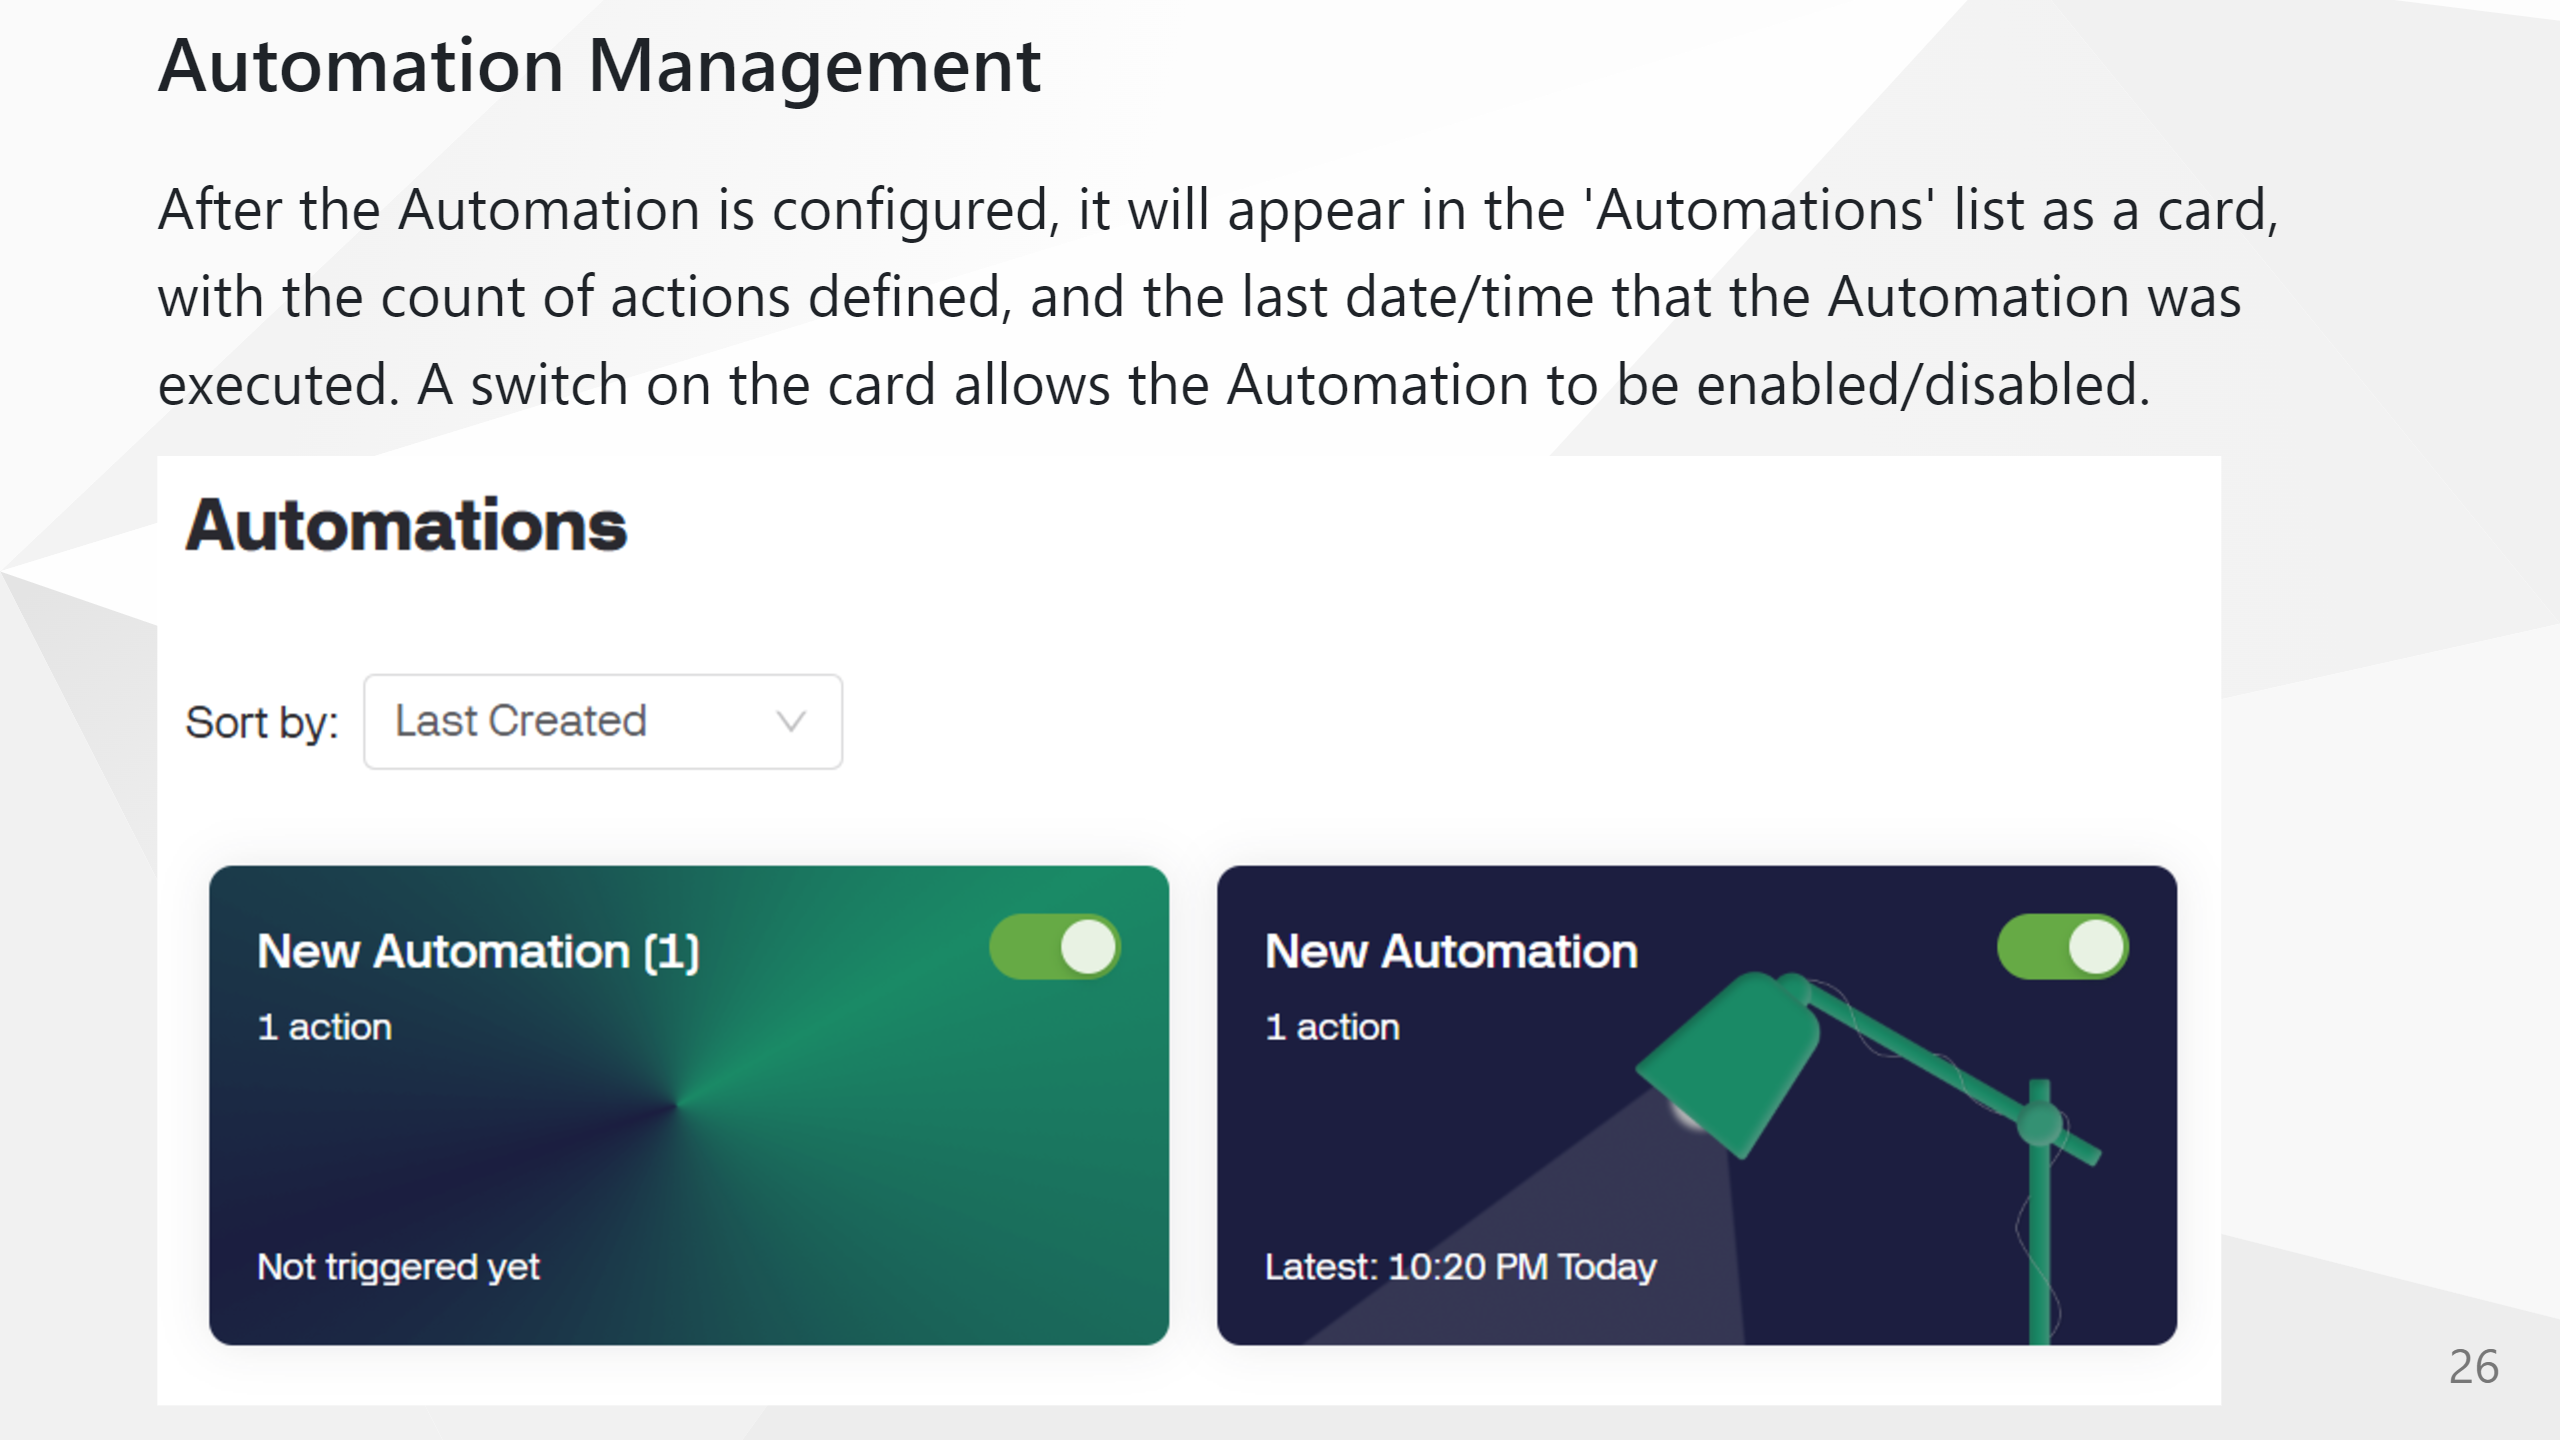 Automation Management
After the Automation is configured, it will appear in the 'Automations' list as a card,
with the count of actions defined, and the last date/time that the Automation was
executed. A switch on the card allows the Automation to be enabled/disabled.
Automations
Sort by: Last Created
New Automation (1)
1 action
Not triggered yet
New Automation
1 action
Latest: 10:20 PM Today
26